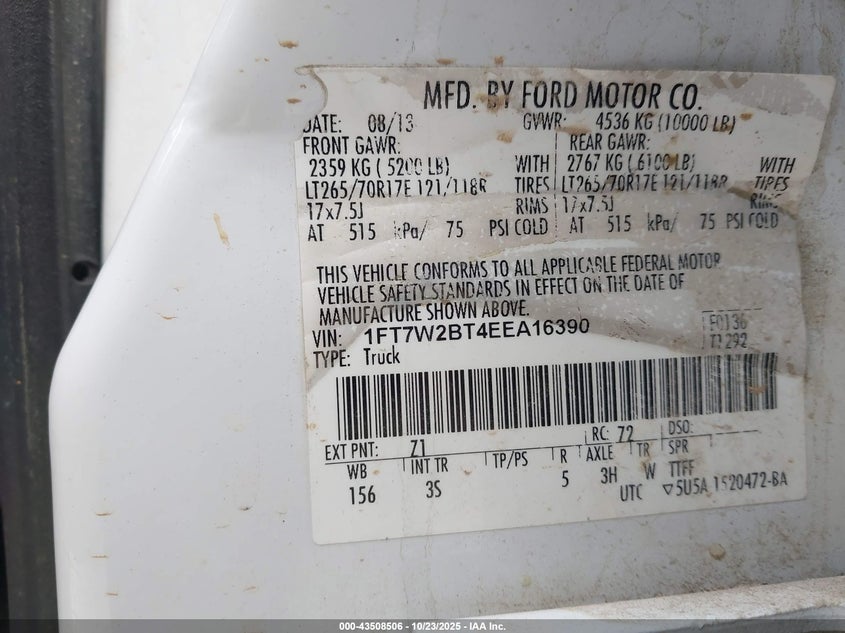 MFD. BY FORD MOTOR CO.
DATE: 08/13 GVWR: 4536 KG (10000 LB)
FRONT GAWR: REAR GAWR:
2359 KG ( 5200 LB) WITH 2767 KG ( 6100 LB) WITH
LT265/70R17E 121/118R TIRES LT265/70R17E 121/118R TIRES
17x7.5J RIMS 17x7.5J RIMS
AT 515 kPa/ 75 PSI COLD AT 515 kPa/ 75 PSI COLD
THIS VEHICLE CONFORMS TO ALL APPLICABLE FEDERAL MOTOR
VEHICLE SAFETY STANDARDS IN EFFECT ON THE DATE OF
MANUFACTURE SHOWN ABOVE.
VIN: 1FT7W2BT4EEA16390 F0136
TYPE: Truck T1292
EXT PNT: Z1 RC: 72 DSO:
WB INT TR TP/PS R AXLE TR SPR
156 3S 5 3H W TTFF
UTC ▽5U5A 1520472-BA
000-43508506 - 10/23/2025 - IAA Inc.